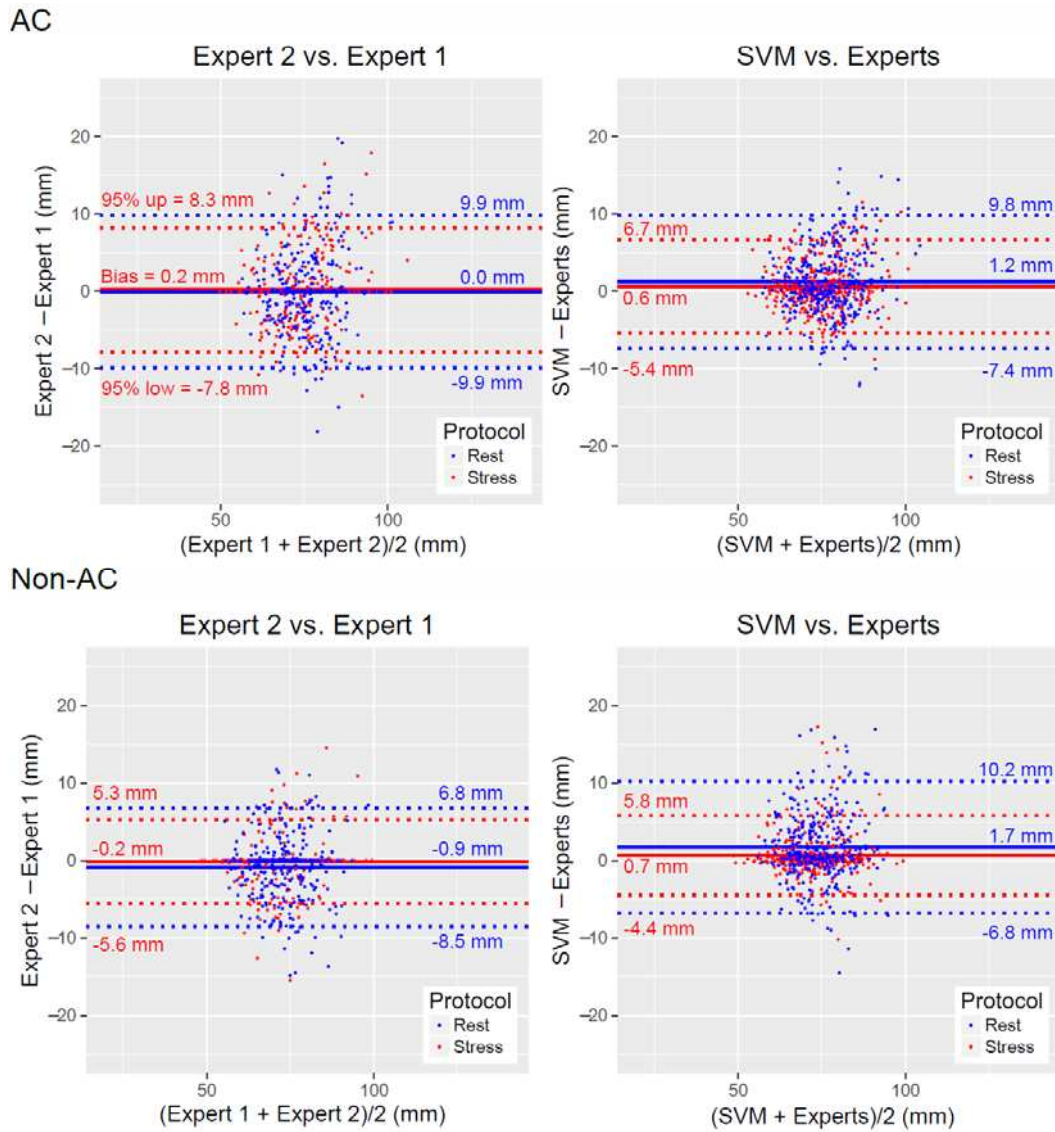 AC
Expert 2 vs. Expert 1
SVM vs. Experts
Expert 2 – Expert 1 (mm)
20
10
0
–10
–20
95% up = 8.3 mm
9.9 mm
Bias = 0.2 mm
0.0 mm
95% low = -7.8 mm
-9.9 mm
Protocol
Rest
Stress
50
100
(Expert 1 + Expert 2)/2 (mm)
SVM – Experts (mm)
20
10
0
–10
–20
9.8 mm
6.7 mm
1.2 mm
0.6 mm
-5.4 mm
-7.4 mm
Protocol
Rest
Stress
50
100
(SVM + Experts)/2 (mm)
Non-AC
Expert 2 vs. Expert 1
SVM vs. Experts
Expert 2 – Expert 1 (mm)
20
10
0
–10
–20
5.3 mm
6.8 mm
-0.2 mm
-0.9 mm
-5.6 mm
-8.5 mm
Protocol
Rest
Stress
50
100
(Expert 1 + Expert 2)/2 (mm)
SVM – Experts (mm)
20
10
0
–10
–20
10.2 mm
5.8 mm
1.7 mm
0.7 mm
-4.4 mm
-6.8 mm
Protocol
Rest
Stress
50
100
(SVM + Experts)/2 (mm)